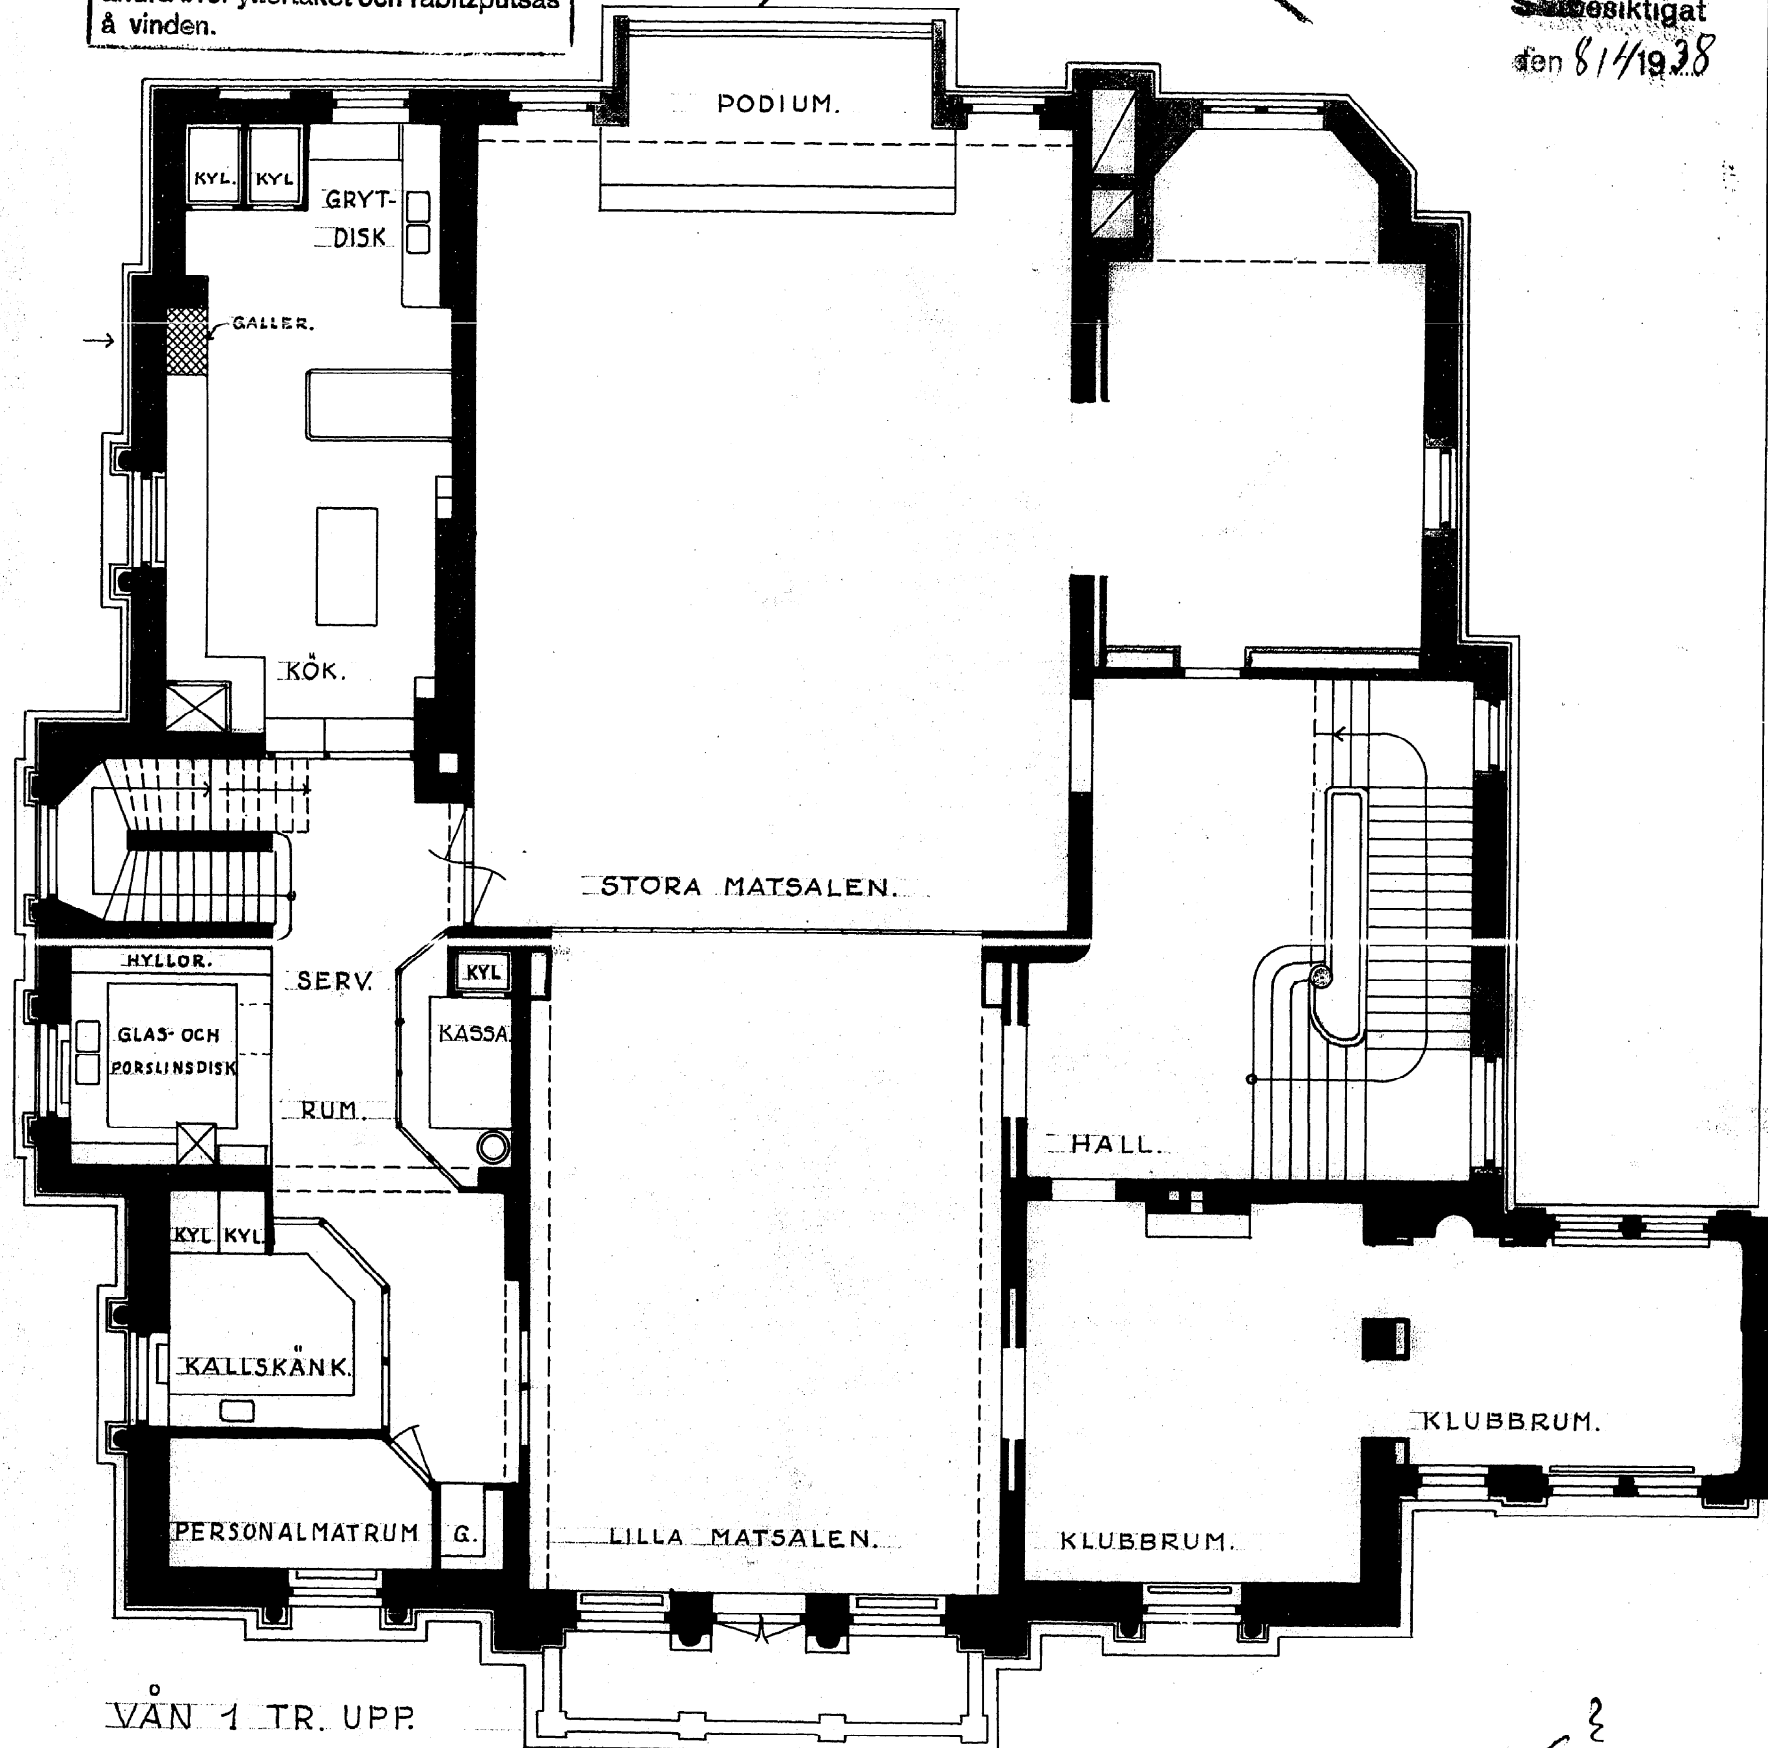 å vinden.
besiktigat
den 8/4 1938
PODIUM.
KYL. KYL
GRYT-
DISK
GALLER.
KÖK.
STORA MATSALEN.
HYLLOR.
SERV.
KYL
KASSA.
GLAS- OCH
PORSLINSDISK
RUM.
HALL.
KYL KYL.
KALLSKÄNK.
KLUBBRUM.
PERSONALMATRUM
G.
LILLA MATSALEN.
KLUBBRUM.
VÅN 1 TR. UPP.